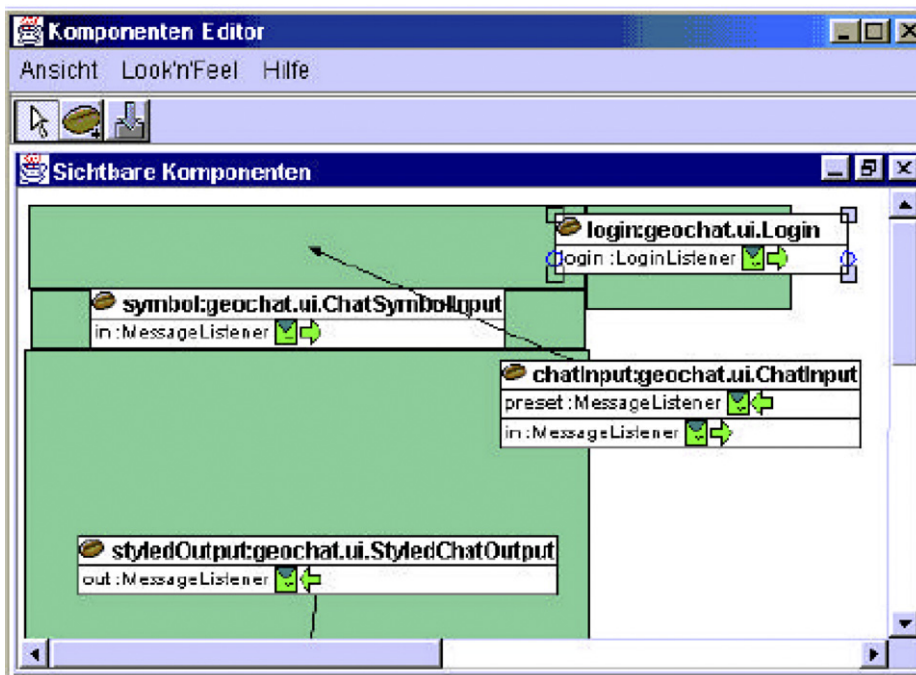 Komponenten Editor
Ansicht Look'n'Feel Hilfe
Sichtbare Komponenten
login:geochat.ui.Login
login :LoginListener
symbol:geochat.ui.ChatSymbolInput
in :MessageListener
chatInput:geochat.ui.ChatInput
preset :MessageListener
in :MessageListener
styledOutput:geochat.ui.StyledChatOutput
out :MessageListener